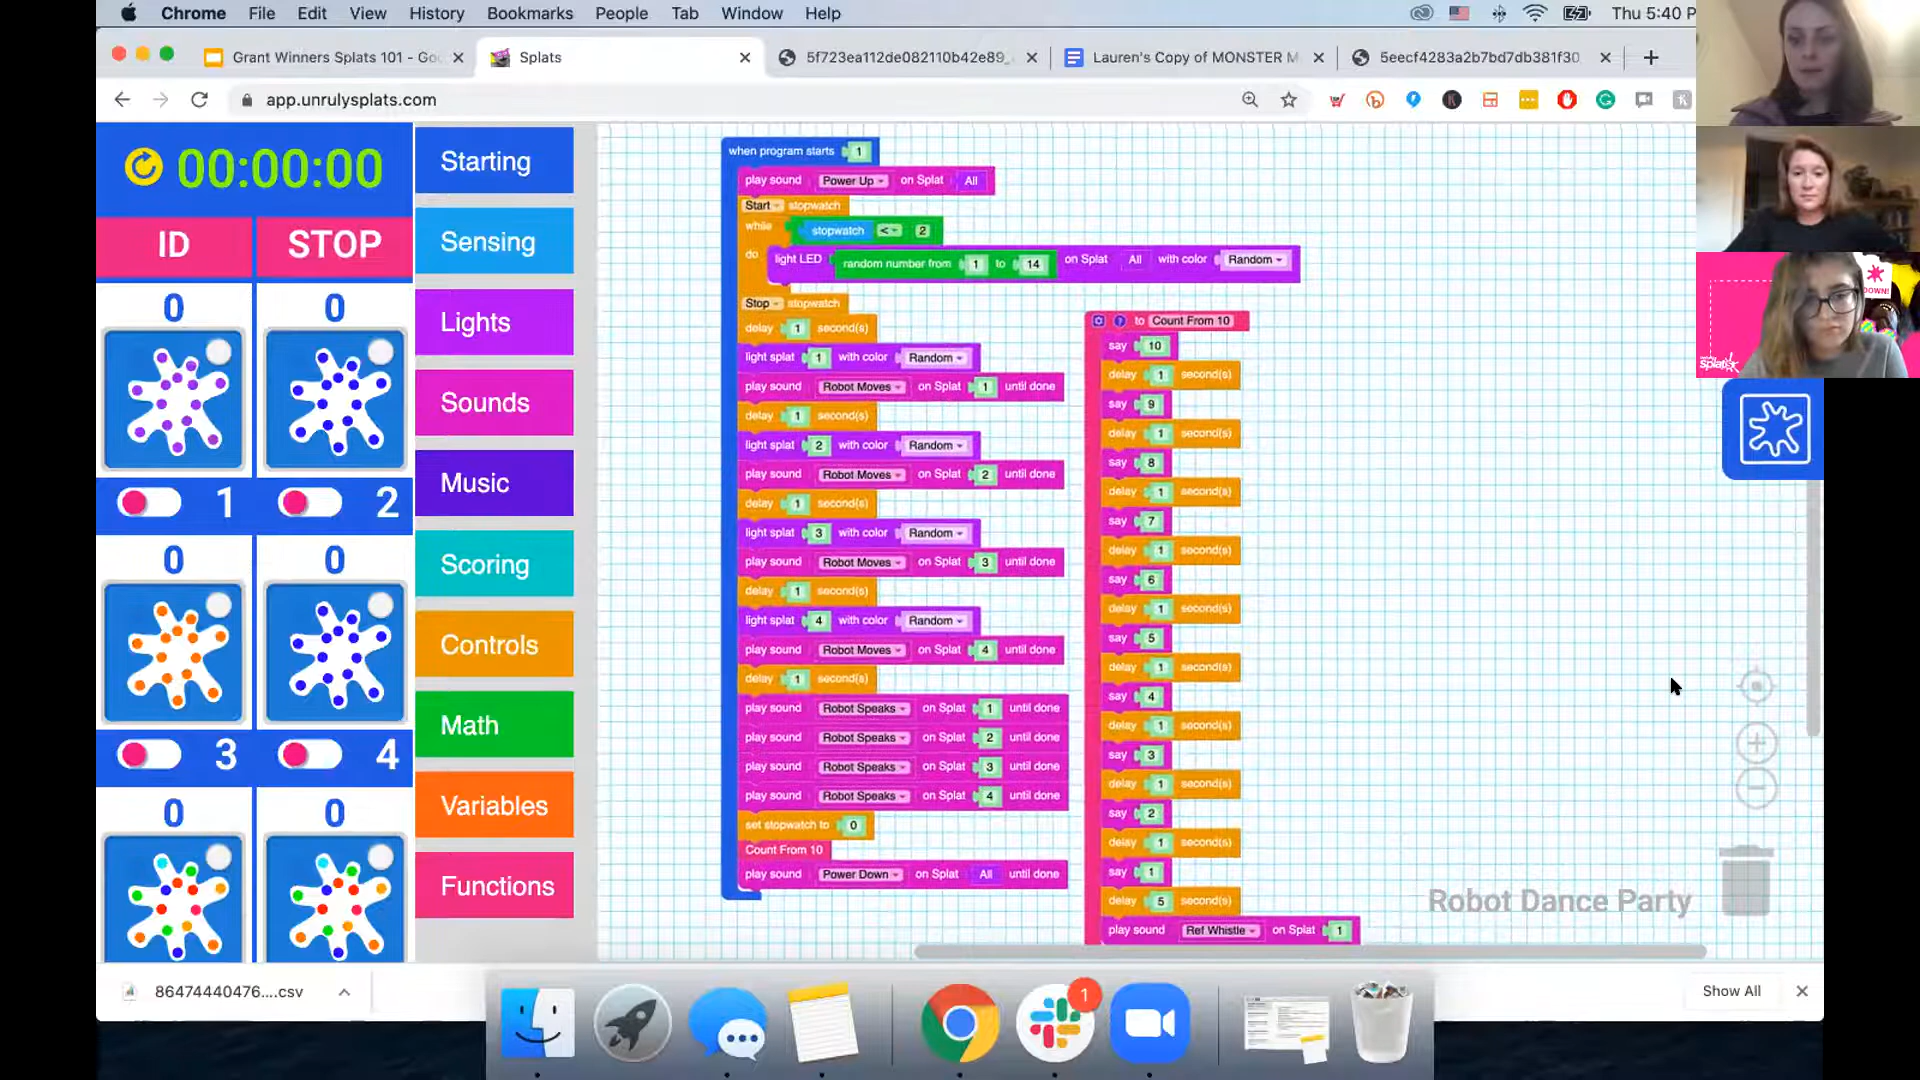 Chrome File Edit View History Bookmarks People Tab Window Help Thu 5:40 P
Grant Winners Splats 101 - Goo
Splats
5f723ea112de082110b42e89_
Lauren's Copy of MONSTER M
5eecf4283a2b7bd7db381f30
app.unrulysplats.com
00:00:00
ID STOP
0 0
1 2
0 0
3 4
0 0
Starting
Sensing
Lights
Sounds
Music
Scoring
Controls
Math
Variables
Functions
when program starts 1
play sound Power Up on Splat All
Start stopwatch
while stopwatch < 2
do light LED random number from 1 to 14 on Splat All with color Random
Stop stopwatch
delay 1 second(s)
light splat 1 with color Random
play sound Robot Moves on Splat 1 until done
delay 1 second(s)
light splat 2 with color Random
play sound Robot Moves on Splat 2 until done
delay 1 second(s)
light splat 3 with color Random
play sound Robot Moves on Splat 3 until done
delay 1 second(s)
light splat 4 with color Random
play sound Robot Moves on Splat 4 until done
delay 1 second(s)
play sound Robot Speaks on Splat 1 until done
play sound Robot Speaks on Splat 2 until done
play sound Robot Speaks on Splat 3 until done
play sound Robot Speaks on Splat 4 until done
set stopwatch to 0
Count From 10
play sound Power Down on Splat All until done
? to Count From 10
say 10
delay 1 second(s)
say 9
delay 1 second(s)
say 8
delay 1 second(s)
say 7
delay 1 second(s)
say 6
delay 1 second(s)
say 5
delay 1 second(s)
say 4
delay 1 second(s)
say 3
delay 1 second(s)
say 2
delay 1 second(s)
say 1
delay 5 second(s)
play sound Ref Whistle on Splat 1
Robot Dance Party
DOWN!
splats
86474440476....csv
Show All
1